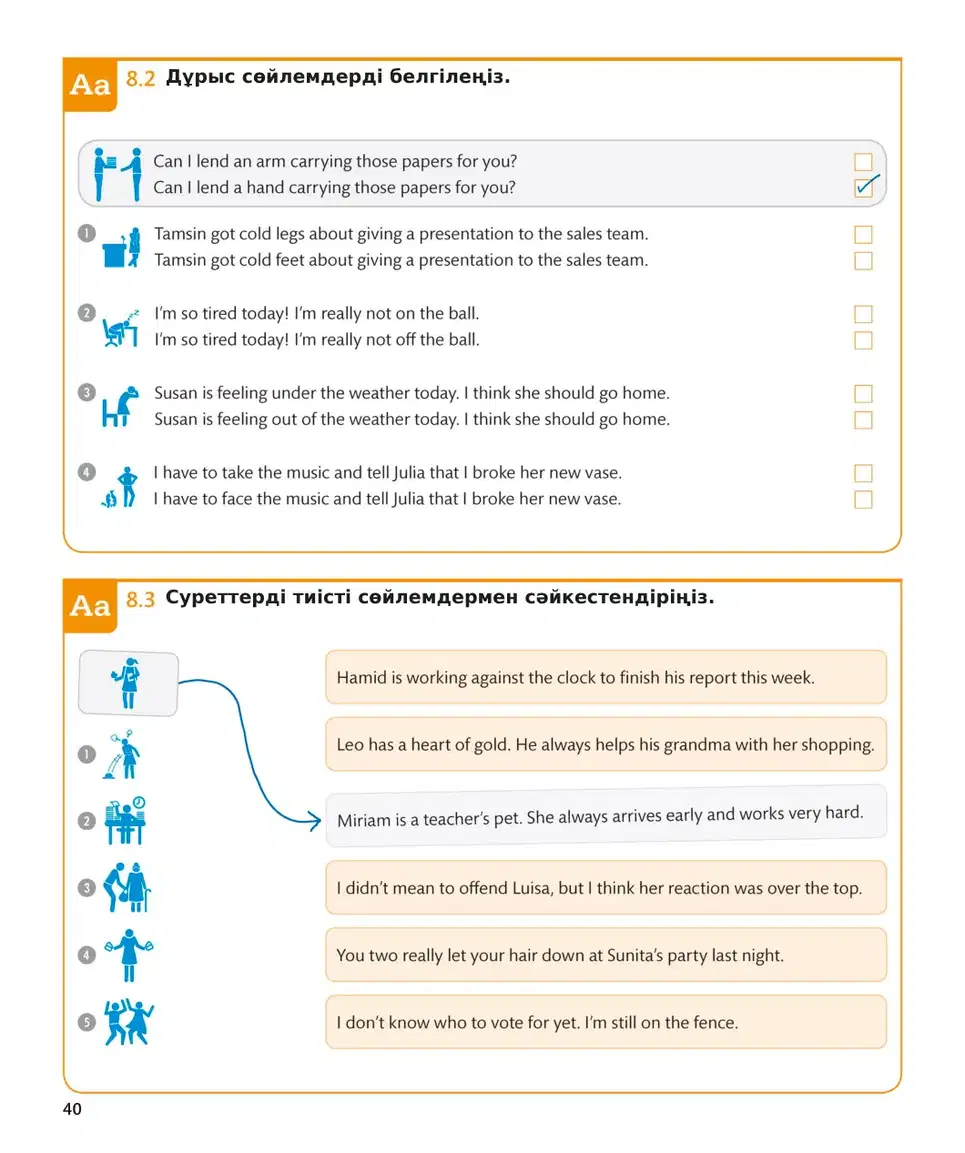 Aa 8.2 Дұрыс сөйлемдерді белгілеңіз.
Can I lend an arm carrying those papers for you?
Can I lend a hand carrying those papers for you?
1 Tamsin got cold legs about giving a presentation to the sales team.
Tamsin got cold feet about giving a presentation to the sales team.
2 I'm so tired today! I'm really not on the ball.
I'm so tired today! I'm really not off the ball.
3 Susan is feeling under the weather today. I think she should go home.
Susan is feeling out of the weather today. I think she should go home.
4 I have to take the music and tell Julia that I broke her new vase.
I have to face the music and tell Julia that I broke her new vase.
Aa 8.3 Суреттерді тиісті сөйлемдермен сәйкестендіріңіз.
Hamid is working against the clock to finish his report this week.
1 Leo has a heart of gold. He always helps his grandma with her shopping.
2 Miriam is a teacher's pet. She always arrives early and works very hard.
3 I didn't mean to offend Luisa, but I think her reaction was over the top.
4 You two really let your hair down at Sunita's party last night.
5 I don't know who to vote for yet. I'm still on the fence.
40